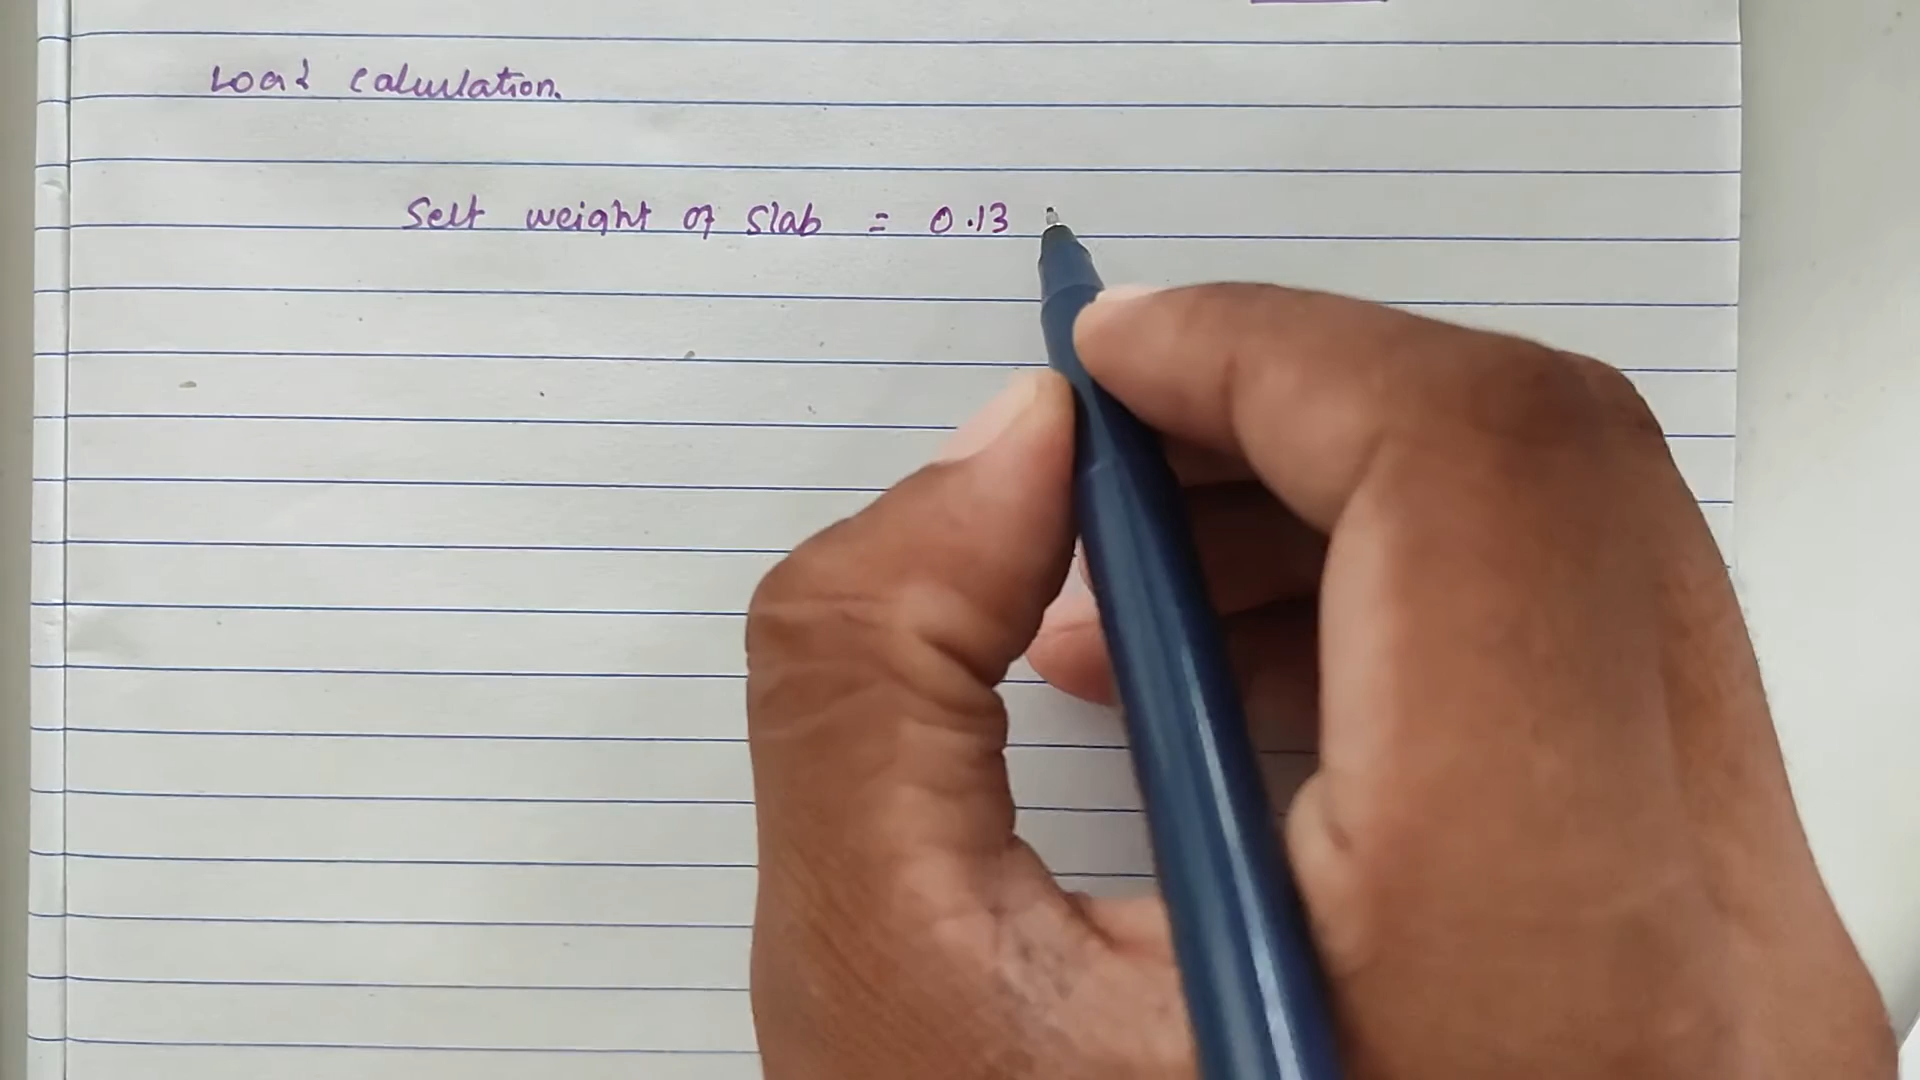 Load calculation.
Self weight of slab = 0.13